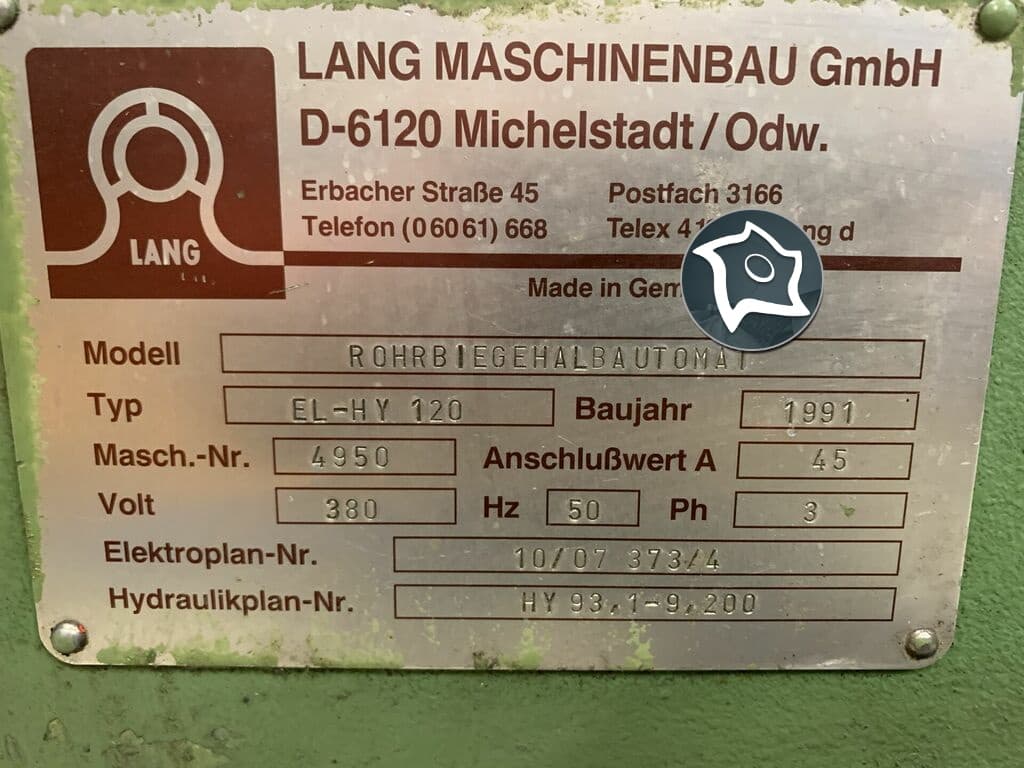 LANG MASCHINENBAU GmbH
D-6120 Michelstadt/Odw.
Erbacher Straße 45 Postfach 3166
Telefon (06061) 668 Telex
LANG
Made in
Modell ROHRBIEGEHALBAUTOMAT
Typ EL-HY 120 Baujahr 1991
Masch.-Nr. 4950 Anschlußwert A 45
Volt 380 Hz 50 Ph 3
Elektroplan-Nr. 10/07 373/4
Hydraulikplan-Nr. HY 93,1-9,200